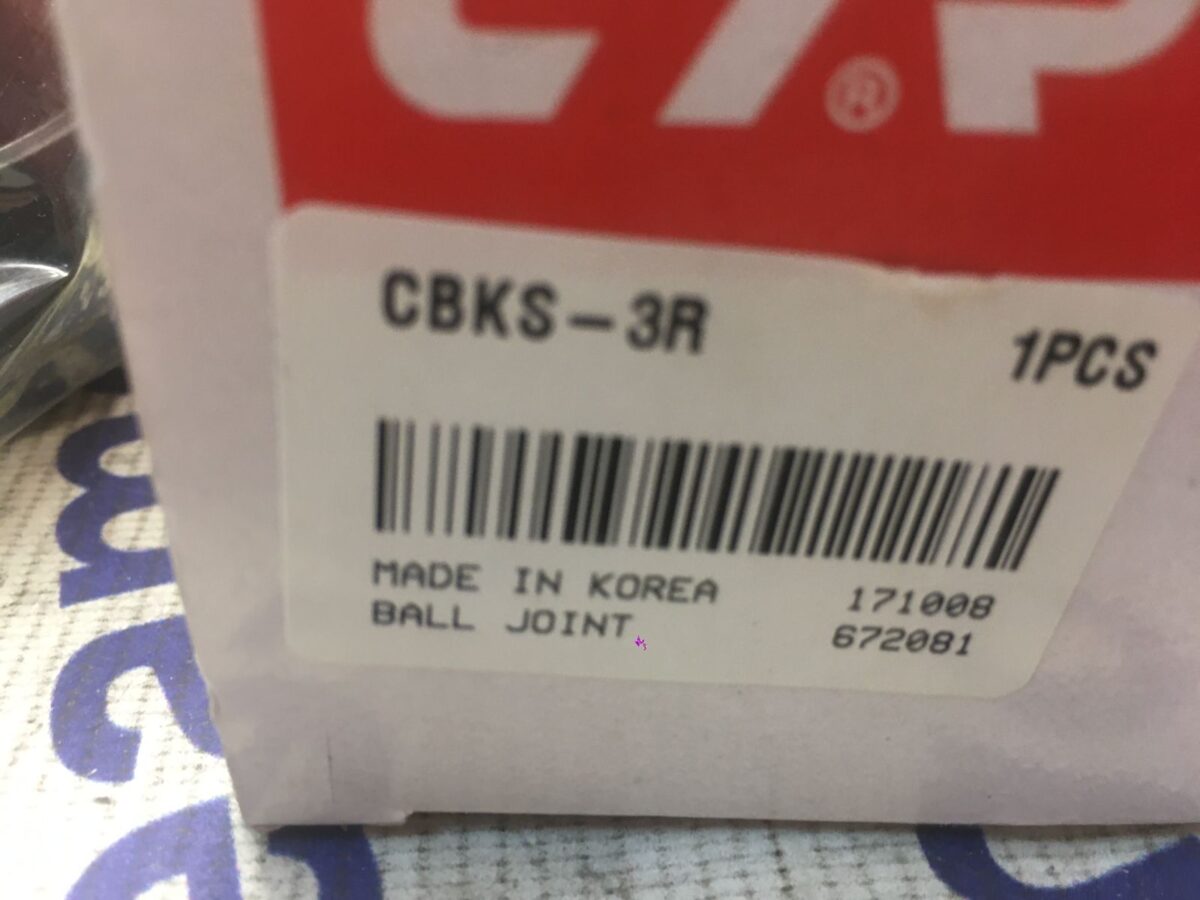 ®
CBKS-3R 1PCS
MADE IN KOREA 171008
BALL JOINT 672081